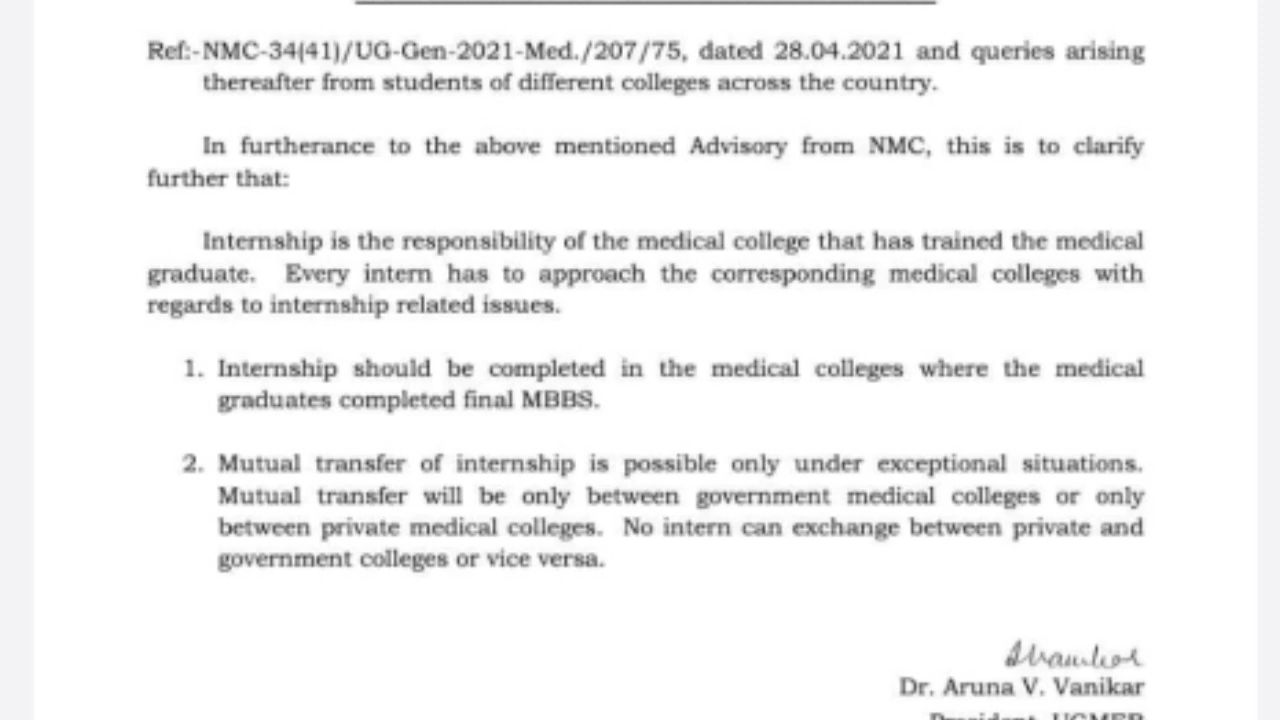 Ref:-NMC-34(41)/UG-Gen-2021-Med./207/75, dated 28.04.2021 and queries arising
thereafter from students of different colleges across the country.
In furtherance to the above mentioned Advisory from NMC, this is to clarify
further that:
Internship is the responsibility of the medical college that has trained the medical
graduate. Every intern has to approach the corresponding medical colleges with
regards to internship related issues.
1. Internship should be completed in the medical colleges where the medical
graduates completed final MBBS.
2. Mutual transfer of internship is possible only under exceptional situations.
Mutual transfer will be only between government medical colleges or only
between private medical colleges. No intern can exchange between private and
government colleges or vice versa.
Dr. Aruna V. Vanikar
President, UGMEB